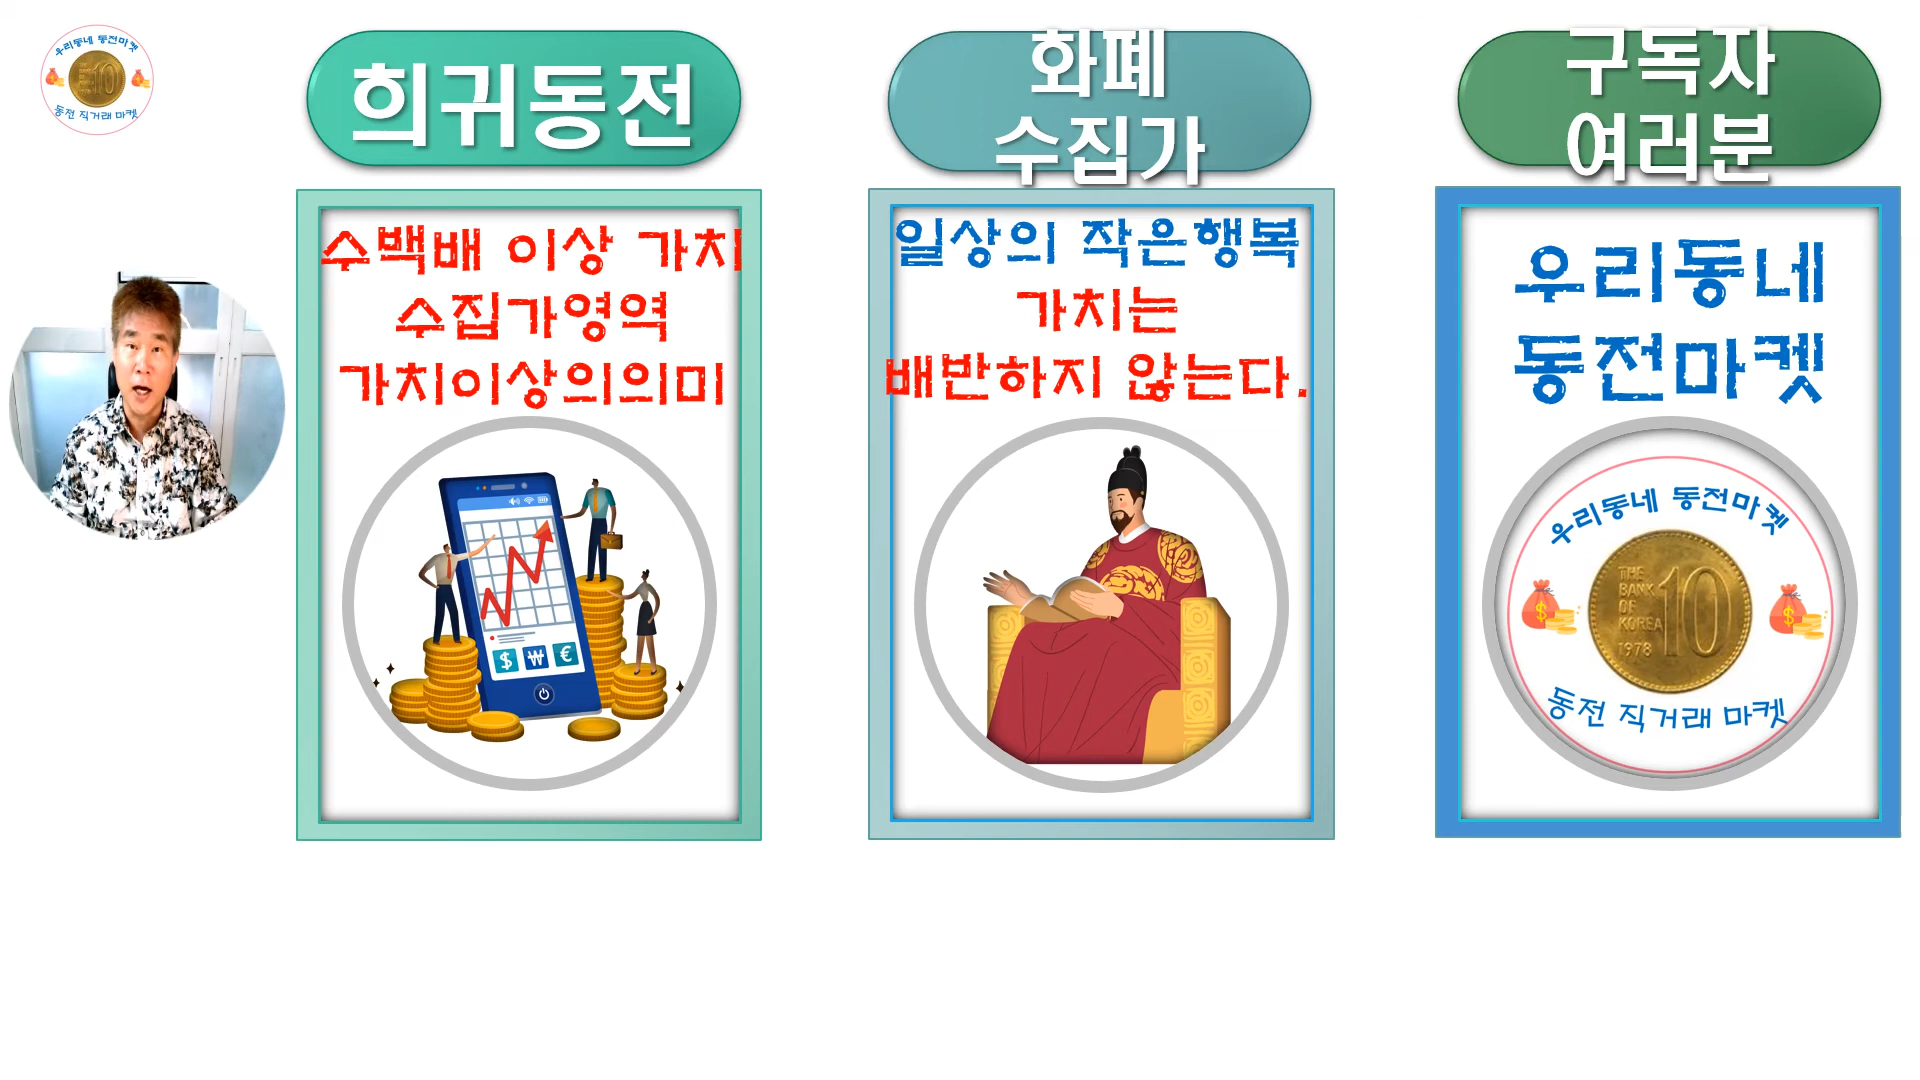 우리동네 동전마켓
THE
BANK
OF
KOREA
10
동전 직거래 마켓
희귀동전
수백배 이상 가치
수집가영역
가치이상의의미
$ ₩ €
화폐
수집가
일상의 작은행복
가치는
배반하지 않는다.
구독자
여러분
우리동네
동전마켓
우리동네 동전마켓
THE
BANK
OF
KOREA
1978
10
$
$
동전 직거래 마켓